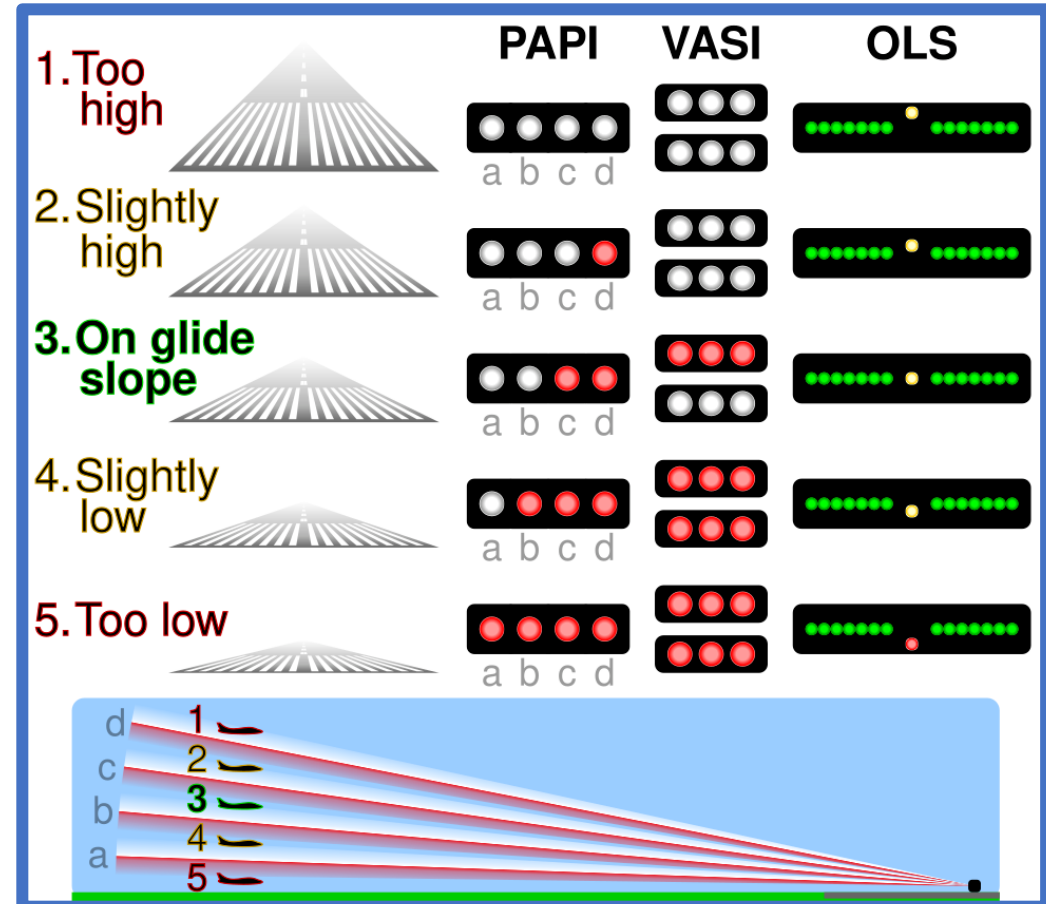 PAPI VASI OLS
1. Too
high
a b c d
2. Slightly
high
a b c d
3. On glide
slope
a b c d
4. Slightly
low
a b c d
5. Too low
a b c d
d 1
2
c
3
b
4
a
5